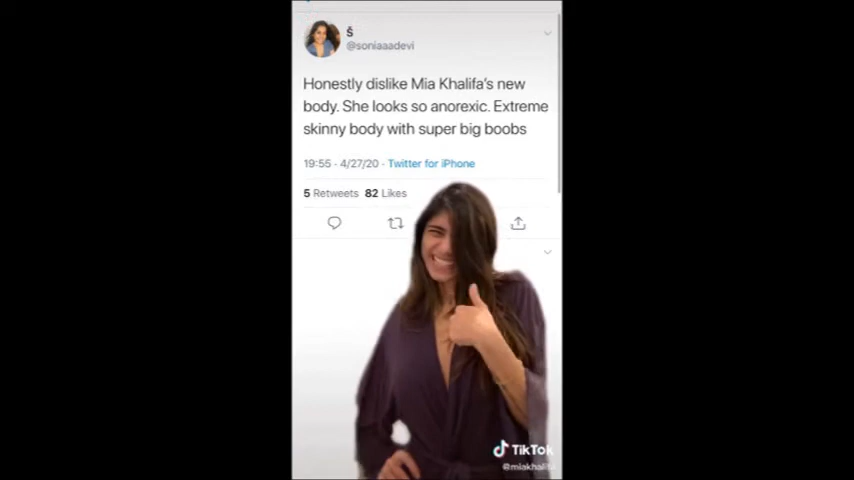 Š
@soniaaadevi
Honestly dislike Mia Khalifa's new
body. She looks so anorexic. Extreme
skinny body with super big boobs
19:55 · 4/27/20 · Twitter for iPhone
5 Retweets 82 Likes
TikTok
@miakhalifa